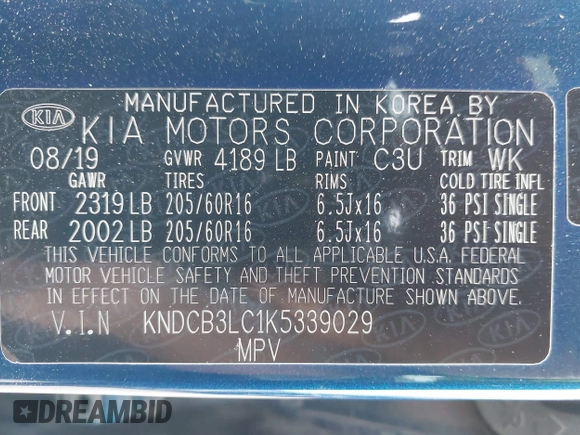 MANUFACTURED IN KOREA BY
KIA KIA MOTORS CORPORATION
08/19 GVWR 4189 LB PAINT C3U TRIM WK
GAWR TIRES RIMS COLD TIRE INFL
FRONT 2319 LB 205/60R16 6.5Jx16 36 PSI SINGLE
REAR 2002 LB 205/60R16 6.5Jx16 36 PSI SINGLE
THIS VEHICLE CONFORMS TO ALL APPLICABLE U.S.A. FEDERAL
MOTOR VEHICLE SAFETY AND THEFT PREVENTION STANDARDS
IN EFFECT ON THE DATE OF MANUFACTURE SHOWN ABOVE.
V.I.N KNDCB3LC1K5339029
MPV
DREAMBID